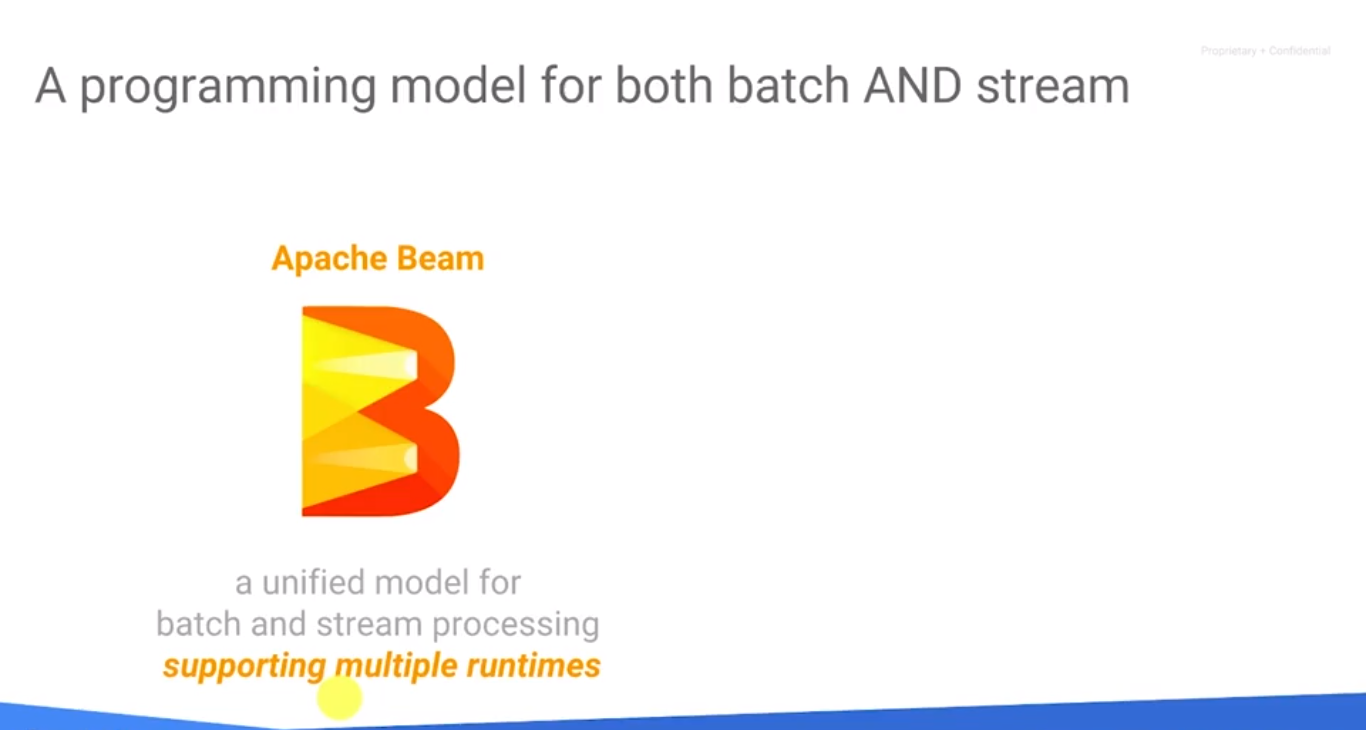 Proprietary + Confidential
A programming model for both batch AND stream
Apache Beam
a unified model for
batch and stream processing
supporting multiple runtimes